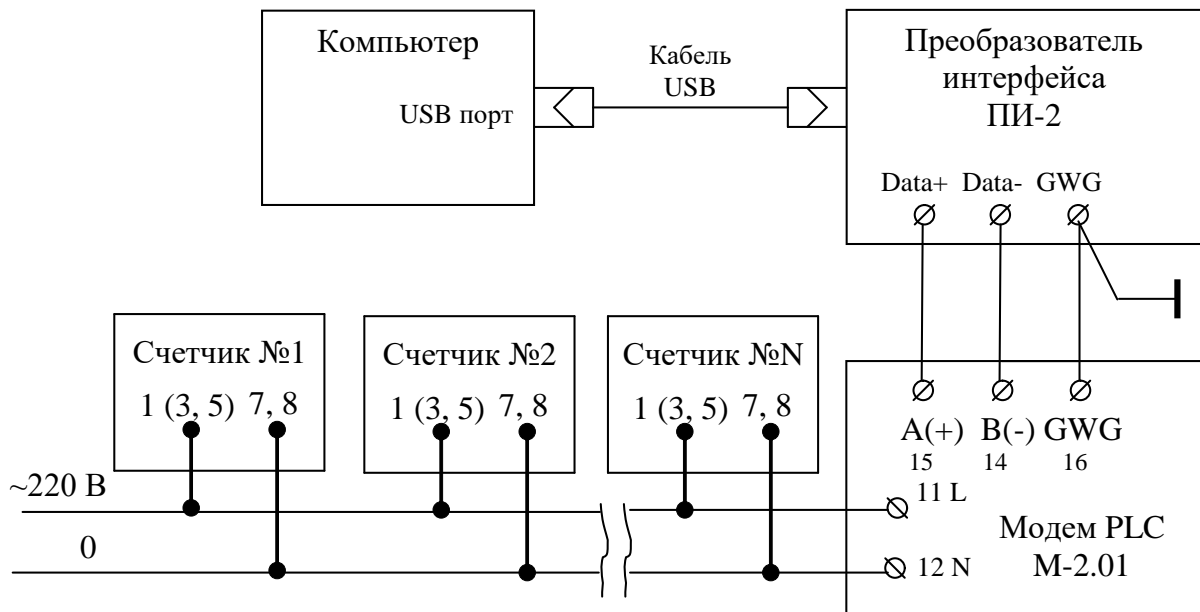 Компьютер
USB порт
Кабель
USB
Преобразователь
интерфейса
ПИ-2
Data+ Data- GWG
Счетчик №1
1 (3, 5) 7, 8
Счетчик №2
1 (3, 5) 7, 8
Счетчик №N
1 (3, 5) 7, 8
A(+) B(-) GWG
15 14 16
~220 В
11 L
0
12 N
Модем PLC
М-2.01